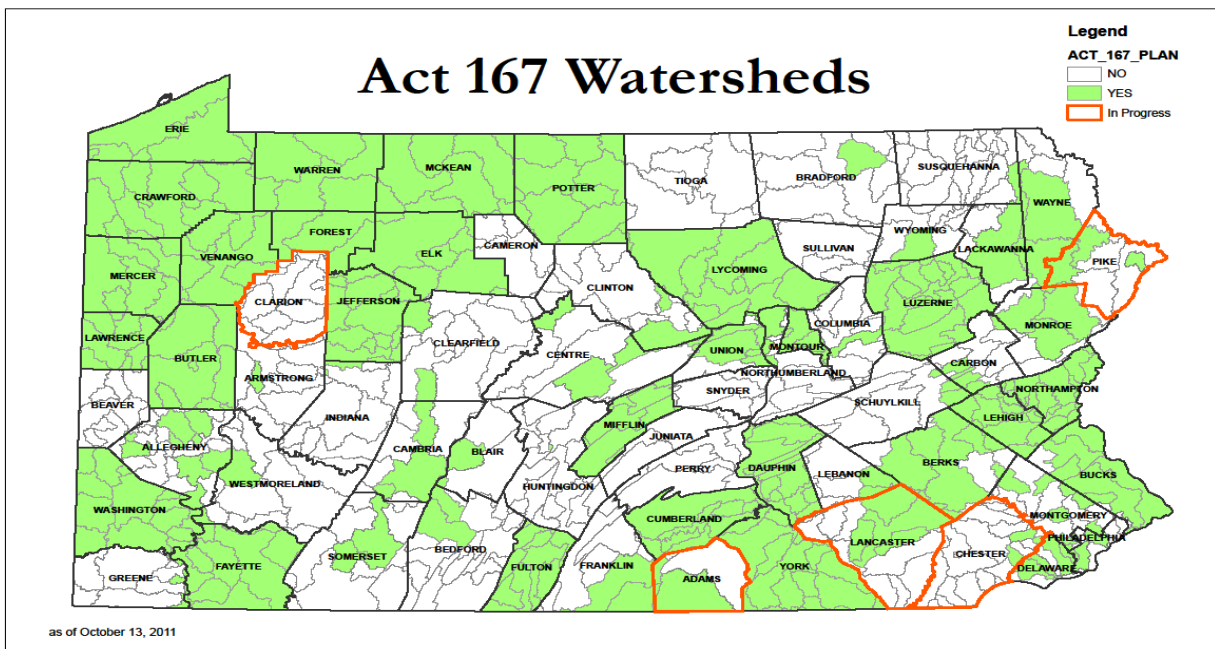 Act 167 Watersheds
Legend
ACT_167_PLAN
NO
YES
In Progress
ERIE
WARREN
MCKEAN
POTTER
TIOGA
BRADFORD
SUSQUEHANNA
CRAWFORD
WAYNE
FOREST
WYOMING
CAMERON
SULLIVAN
LACKAWANNA
VENANGO
ELK
PIKE
MERCER
LYCOMING
CLINTON
CLARION
JEFFERSON
LUZERNE
COLUMBIA
MONROE
LAWRENCE
CLEARFIELD
UNION
MONTOUR
BUTLER
CENTRE
CARBON
ARMSTRONG
NORTHUMBERLAND
SNYDER
NORTHAMPTON
BEAVER
SCHUYLKILL
INDIANA
LEHIGH
MIFFLIN
JUNIATA
ALLEGHENY
CAMBRIA
BLAIR
BERKS
PERRY
DAUPHIN
LEBANON
BUCKS
WESTMORELAND
HUNTINGDON
WASHINGTON
MONTGOMERY
CUMBERLAND
PHILADELPHIA
LANCASTER
SOMERSET
BEDFORD
CHESTER
FAYETTE
FULTON
FRANKLIN
YORK
DELAWARE
GREENE
ADAMS
as of October 13, 2011